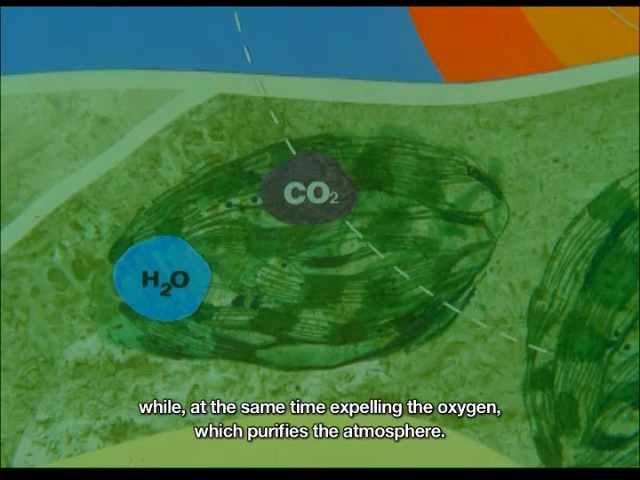 CO₂
H₂O
while, at the same time expelling the oxygen,
which purifies the atmosphere.